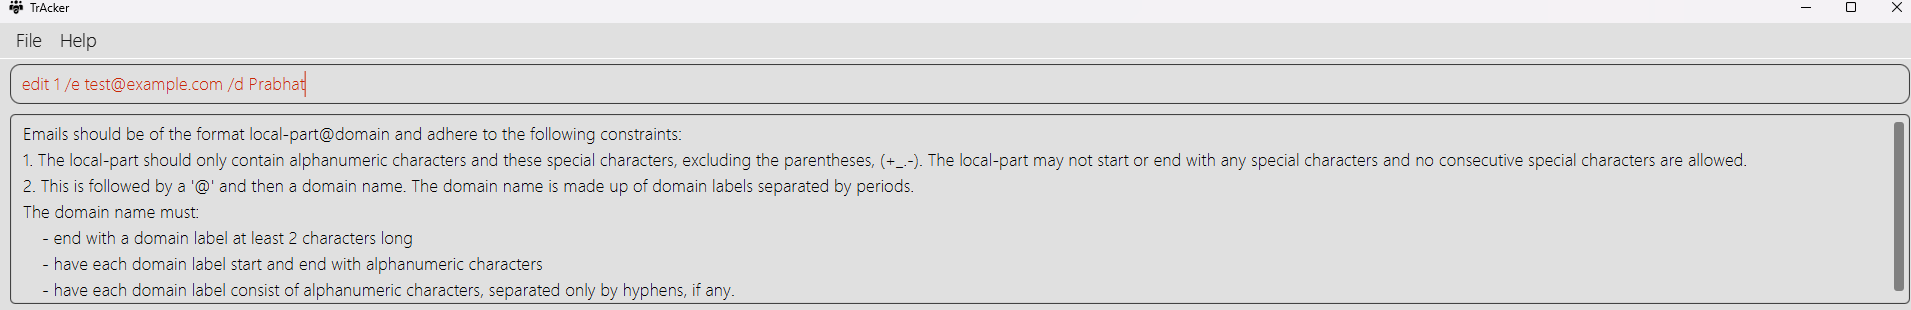 TrAcker
File Help
edit 1 /e test@example.com /d Prabhat
Emails should be of the format local-part@domain and adhere to the following constraints:
1. The local-part should only contain alphanumeric characters and these special characters, excluding the parentheses, (+_.-). The local-part may not start or end with any special characters and no consecutive special characters are allowed.
2. This is followed by a '@' and then a domain name. The domain name is made up of domain labels separated by periods.
The domain name must:
- end with a domain label at least 2 characters long
- have each domain label start and end with alphanumeric characters
- have each domain label consist of alphanumeric characters, separated only by hyphens, if any.